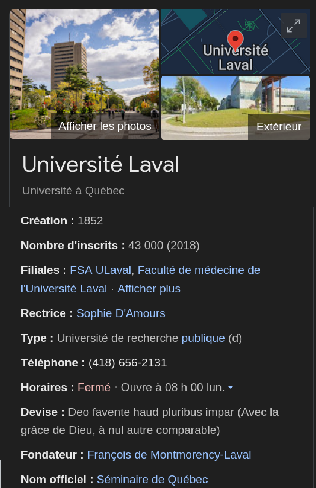 Université
Laval
Afficher les photos
Extérieur
Université Laval
Université à Québec
Création : 1852
Nombre d'inscrits : 43 000 (2018)
Filiales : FSA ULaval, Faculté de médecine de
l'Université Laval · Afficher plus
Rectrice : Sophie D'Amours
Type : Université de recherche publique (d)
Téléphone : (418) 656-2131
Horaires : Fermé · Ouvre à 08 h 00 lun.
Devise : Deo favente haud pluribus impar (Avec la
grâce de Dieu, à nul autre comparable)
Fondateur : François de Montmorency-Laval
Nom officiel : Séminaire de Québec